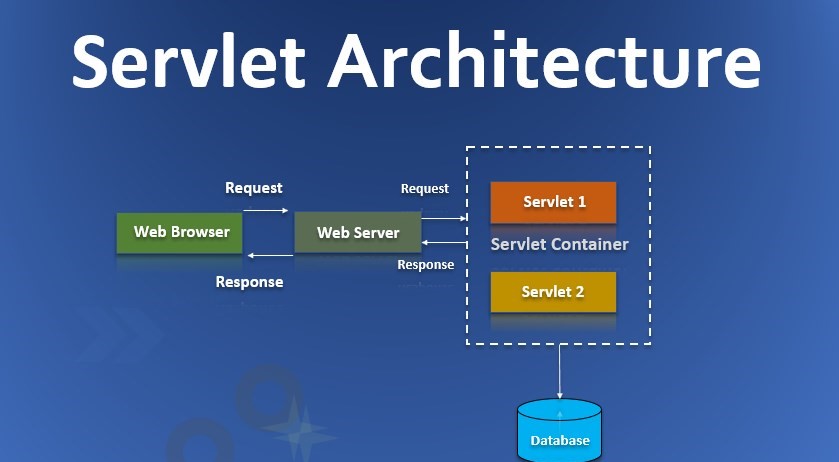 Servlet Architecture
Request
Request
Servlet 1
Web Browser
Web Server
Servlet Container
Response
Response
Servlet 2
Database